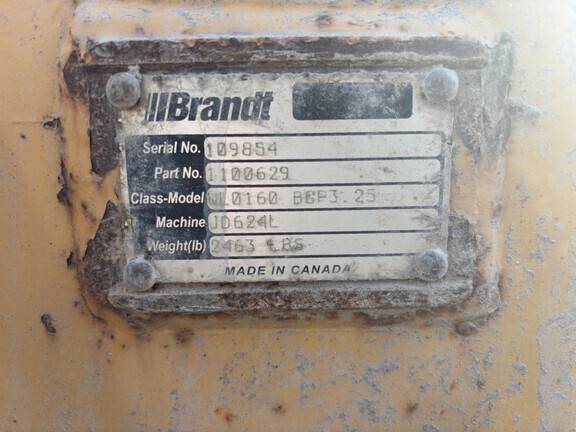 Brandt
Serial No. 109854
Part No. 1100629
Class-Model WL0160 BGP3.25
Machine JD624L
Weight(lb) 2463 LBS
MADE IN CANADA